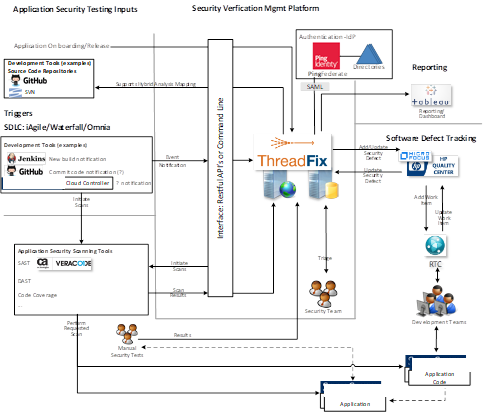 Application Security Testing Inputs
Security Verfication Mgmt Platform
Application On-boarding/Release
Authentication -IdP
Ping
Identity
PingFederate
Directories
SAML
Development Tools (examples)
Source Code Repositories
GitHub
SVN
Supports Hybrid Analysis Mapping
Reporting
tableau
Reporting/
Dashboard
Triggers
SDLC: iAgile/Waterfall/Omnia
Development Tools (examples)
Jenkins
New build notification
GitHub
Commit code notification (?)
Cloud Controller
? notification
Event
Notification
Interface: Restful API's or Command Line
ThreadFix
Software Defect Tracking
Add/Update
Security
Defect
Update
Security
Defect
MICRO
FOCUS
HP
QUALITY
CENTER
Initiate
Scans
Add Work
Item
Update
Work
Item
RTC
Application Security Scanning Tools
SAST
ca
VERACODE
DAST
Code Coverage
...
Initiate
Scans
Scan
Results
Triage
Security Team
Development Teams
Perform
Requested
Scan
Manual
Security Tests
Results
Application
Code
Application